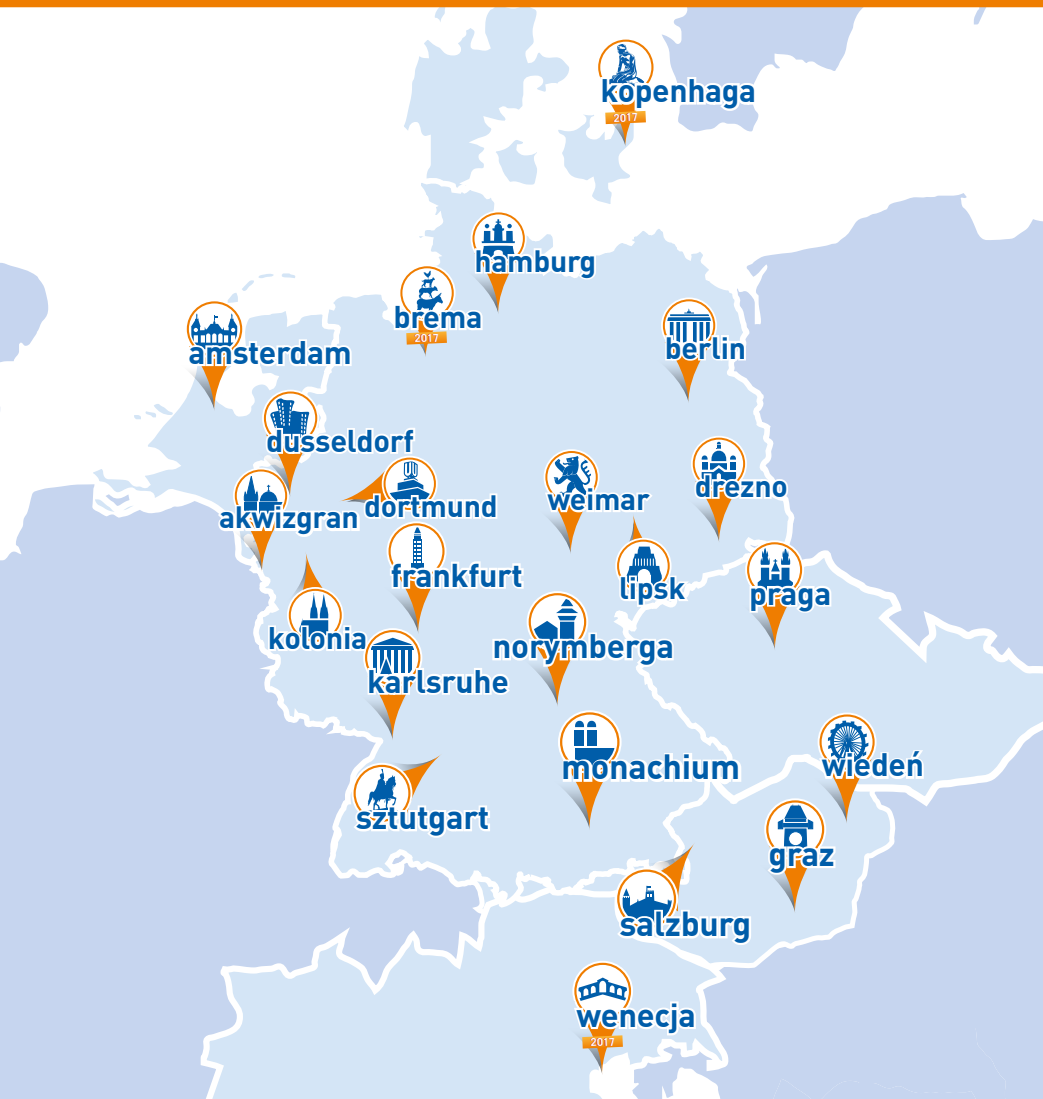 kopenhaga
2017
hamburg
brema
2017
amsterdam
berlin
dusseldorf
drezno
weimar
dortmund
akwizgran
frankfurt
lipsk
praga
kolonia
norymberga
karlsruhe
monachium
wiedeń
sztutgart
graz
salzburg
wenecja
2017